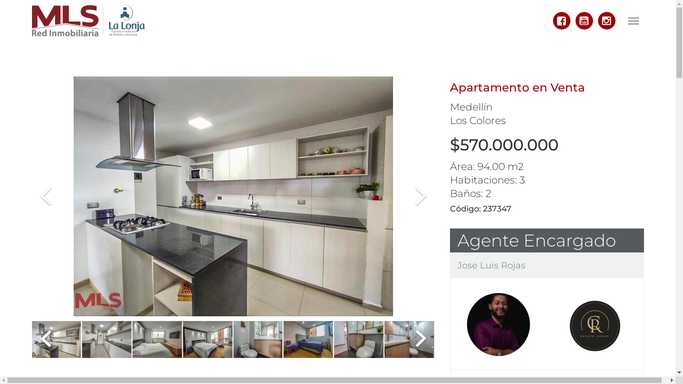 MLS
Red Inmobiliaria
La Lonja
Apartamento en Venta
Medellín
Los Colores
$570.000.000
Área: 94.00 m2
Habitaciones: 3
Baños: 2
Código: 237347
MLS
Agente Encargado
Jose Luis Rojas
CR